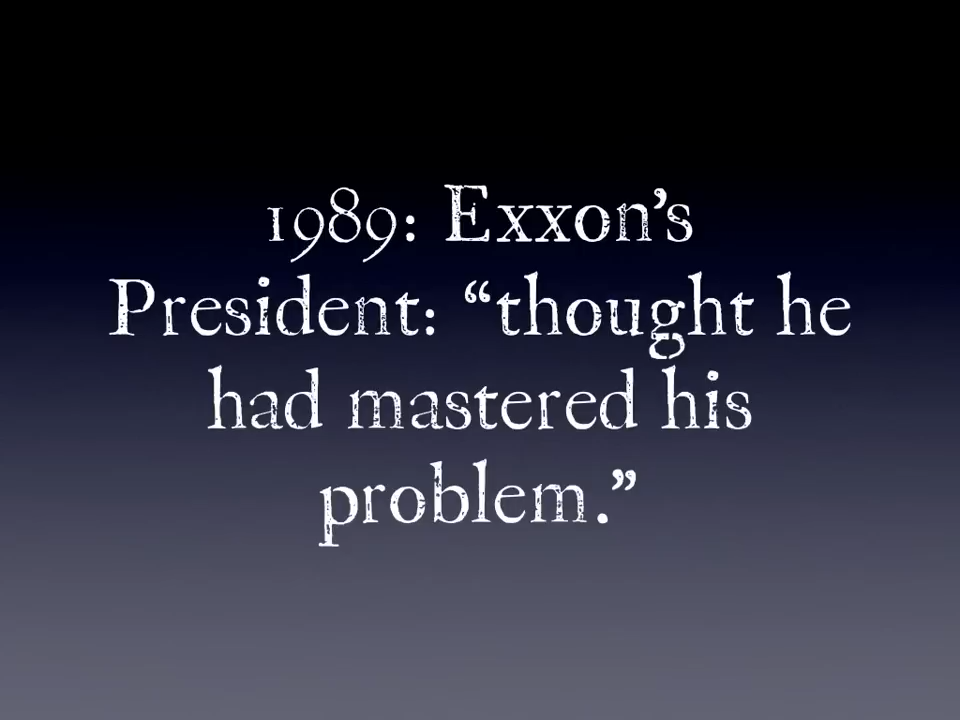 1989: Exxon’s
President: “thought he
had mastered his
problem.”